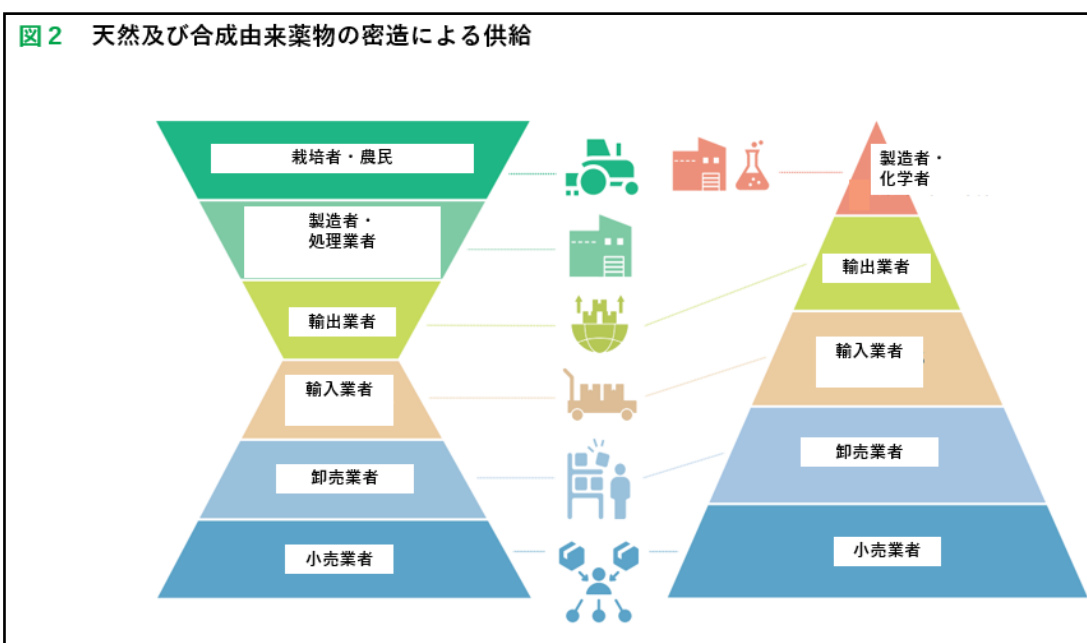 図２ 天然及び合成由来薬物の密造による供給
栽培者・農民
製造者・
処理業者
輸出業者
輸入業者
卸売業者
小売業者
製造者・
化学者
輸出業者
輸入業者
卸売業者
小売業者